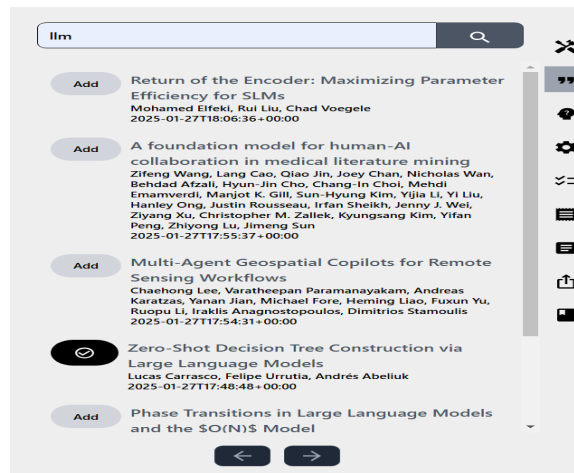 llm
Add
Return of the Encoder: Maximizing Parameter
Efficiency for SLMs
Mohamed Elfeki, Rui Liu, Chad Voegele
2025-01-27T18:06:36+00:00
Add
A foundation model for human-AI
collaboration in medical literature mining
Zifeng Wang, Lang Cao, Qiao Jin, Joey Chan, Nicholas Wan,
Behdad Afzali, Hyun-Jin Cho, Chang-In Choi, Mehdi
Emamverdi, Manjot K. Gill, Sun-Hyung Kim, Yijia Li, Yi Liu,
Hanley Ong, Justin Rousseau, Irfan Sheikh, Jenny J. Wei,
Ziyang Xu, Christopher M. Zallek, Kyungsang Kim, Yifan
Peng, Zhiyong Lu, Jimeng Sun
2025-01-27T17:55:37+00:00
Add
Multi-Agent Geospatial Copilots for Remote
Sensing Workflows
Chaehong Lee, Varatheepan Paramanayakam, Andreas
Karatzas, Yanan Jian, Michael Fore, Heming Liao, Fuxun Yu,
Ruopu Li, Iraklis Anagnostopoulos, Dimitrios Stamoulis
2025-01-27T17:54:31+00:00
Zero-Shot Decision Tree Construction via
Large Language Models
Lucas Carrasco, Felipe Urrutia, Andrés Abeliuk
2025-01-27T17:48:48+00:00
Add
Phase Transitions in Large Language Models
and the $O(N)$ Model